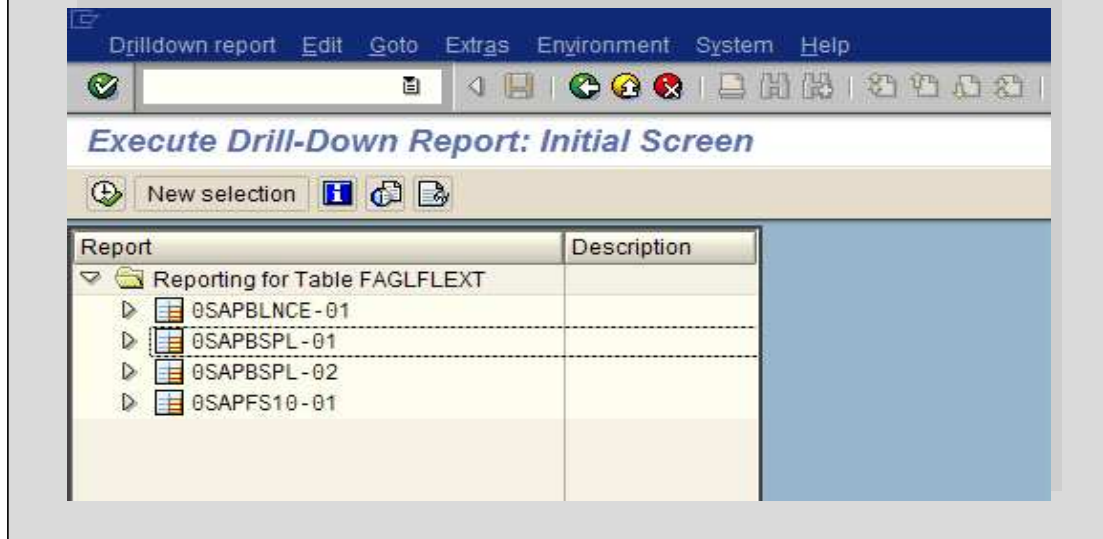 Drilldown report Edit Goto Extras Environment System Help
Execute Drill-Down Report: Initial Screen
New selection
Report Description
Reporting for Table FAGLFLEXT
0SAPBLNCE-01
0SAPBSPL-01
0SAPBSPL-02
0SAPFS10-01